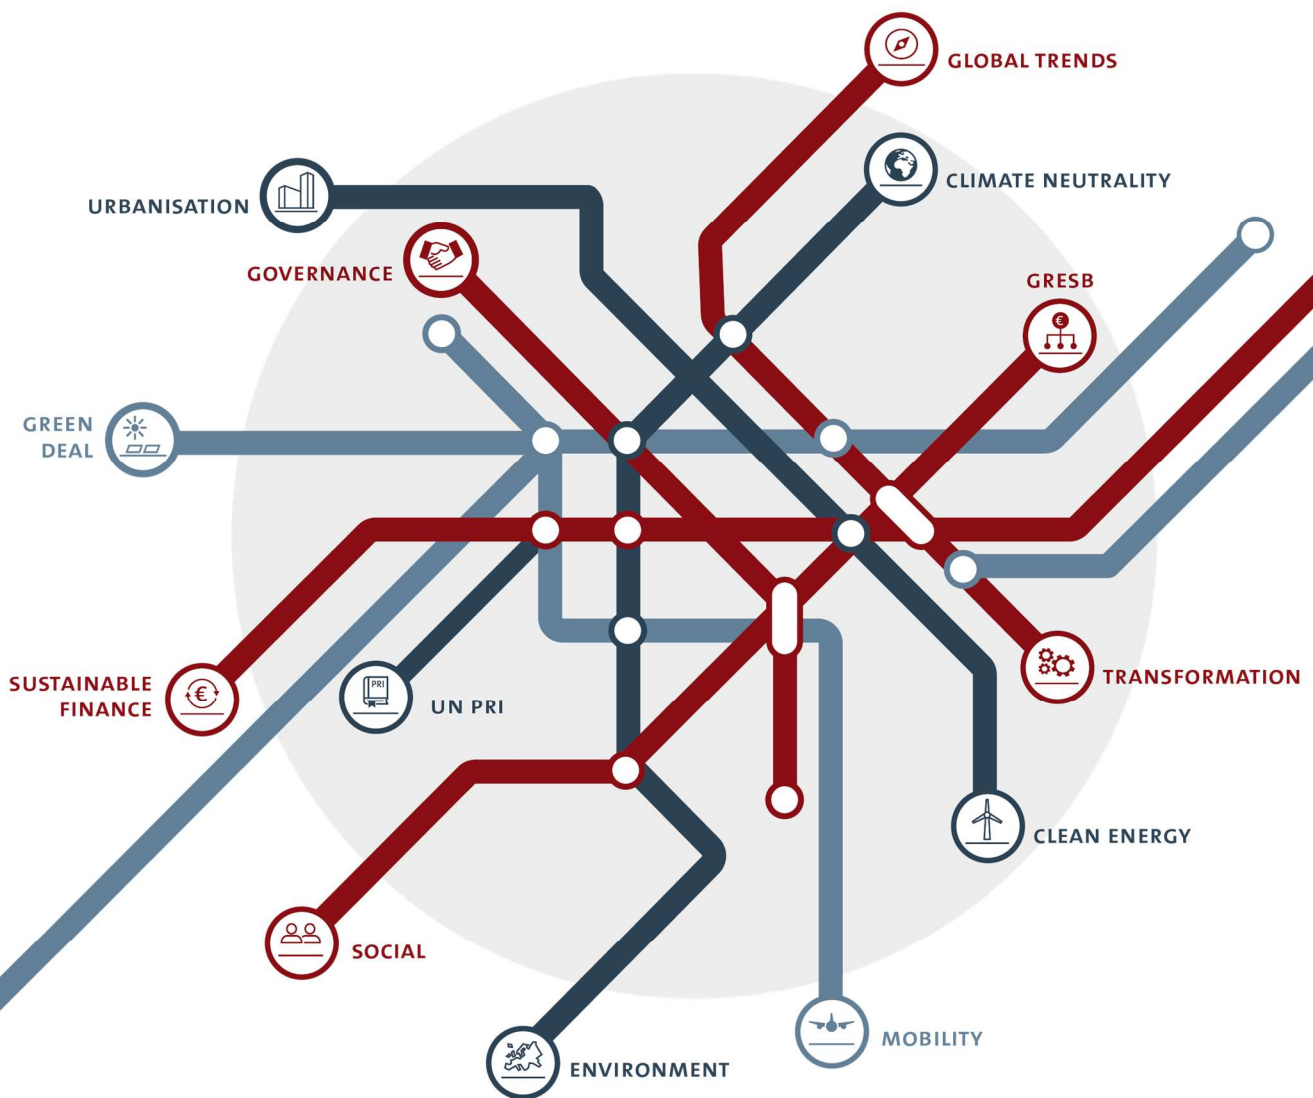 GLOBAL TRENDS
CLIMATE NEUTRALITY
URBANISATION
GOVERNANCE
GRESB
€
GREEN
DEAL
SUSTAINABLE
FINANCE
€
PRI
UN PRI
TRANSFORMATION
CLEAN ENERGY
SOCIAL
MOBILITY
ENVIRONMENT